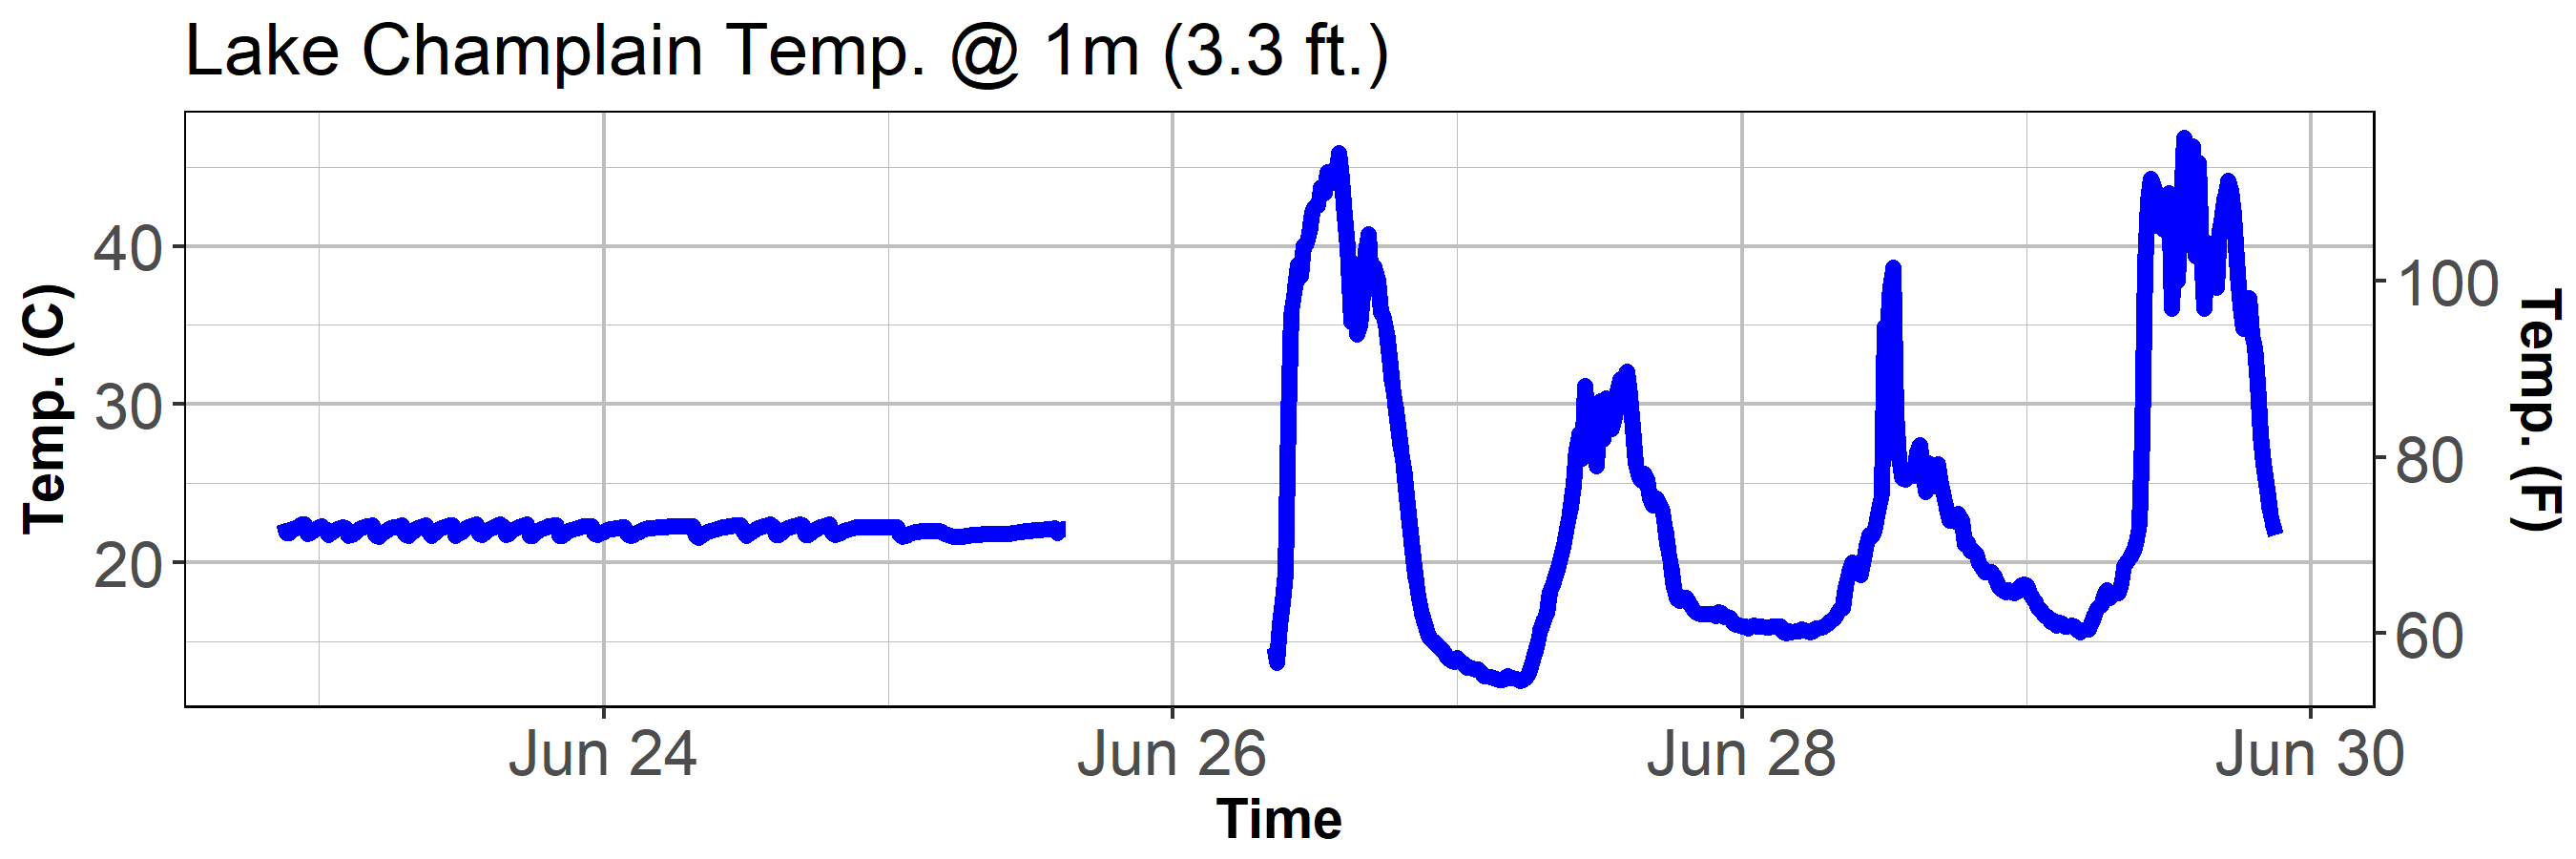 Lake Champlain Temp. @ 1m (3.3 ft.)
Temp. (C)
40
30
20
100
80
60
Temp. (F)
Jun 24
Jun 26
Jun 28
Jun 30
Time